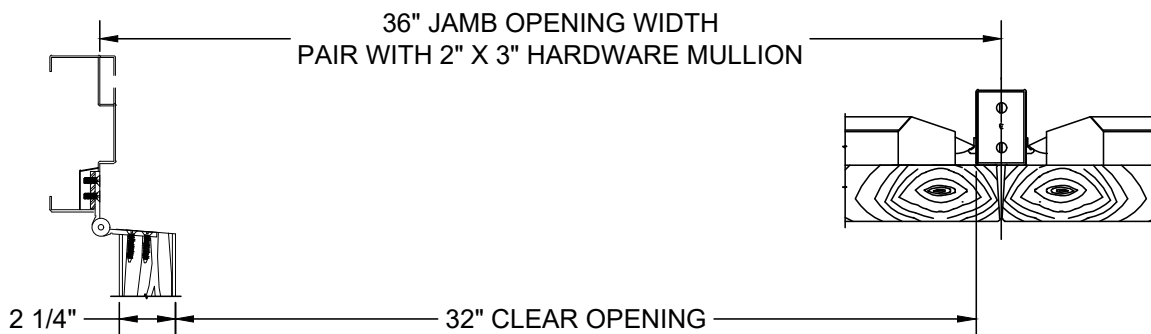 36" JAMB OPENING WIDTH
PAIR WITH 2" X 3" HARDWARE MULLION
2 1/4"
32" CLEAR OPENING